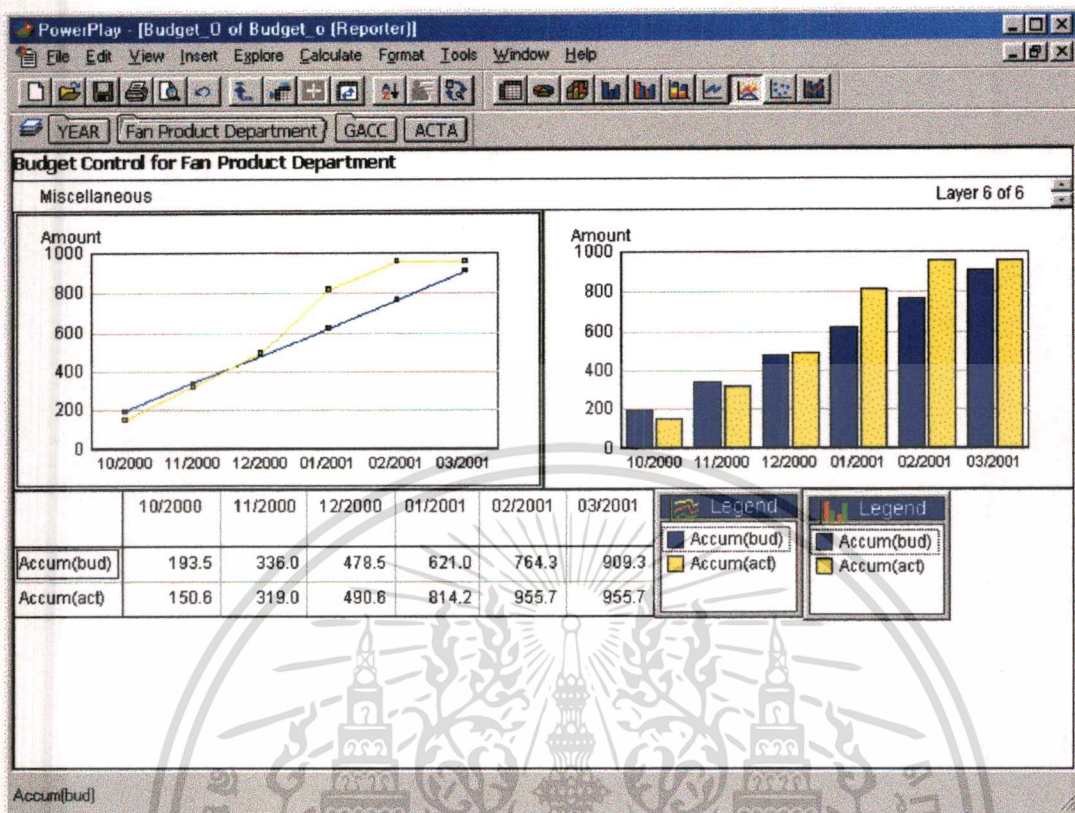 PowerPlay - [Budget_O of Budget_o (Reporter)]
File Edit View Insert Explore Calculate Format Tools Window Help
YEAR Fan Product Department GACC ACTA
Budget Control for Fan Product Department
Miscellaneous Layer 6 of 6
Amount
1000
800
600
400
200
0
10/2000 11/2000 12/2000 01/2001 02/2001 03/2001
Amount
1000
800
600
400
200
0
10/2000 11/2000 12/2000 01/2001 02/2001 03/2001
10/2000 11/2000 12/2000 01/2001 02/2001 03/2001
Accum(bud) 193.5 336.0 478.5 621.0 764.3 909.3
Accum(act) 150.6 319.0 490.6 814.2 955.7 955.7
Legend
Accum(bud)
Accum(act)
Legend
Accum(bud)
Accum(act)
Accum(bud)